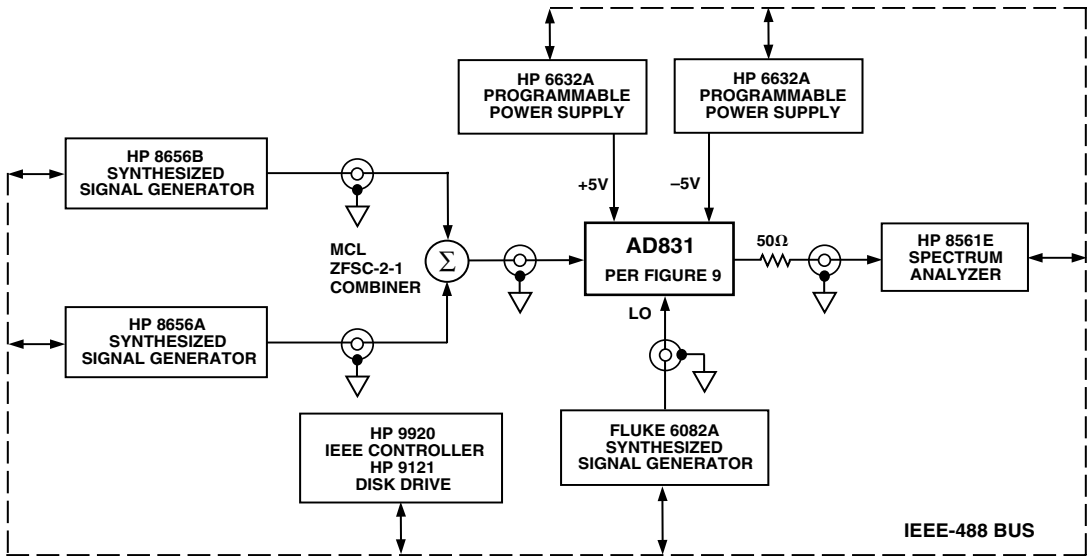 HP 6632A
PROGRAMMABLE
POWER SUPPLY
HP 6632A
PROGRAMMABLE
POWER SUPPLY
HP 8656B
SYNTHESIZED
SIGNAL GENERATOR
+5V
–5V
MCL
ZFSC-2-1
COMBINER
Σ
AD831
PER FIGURE 9
50Ω
HP 8561E
SPECTRUM
ANALYZER
LO
HP 8656A
SYNTHESIZED
SIGNAL GENERATOR
HP 9920
IEEE CONTROLLER
HP 9121
DISK DRIVE
FLUKE 6082A
SYNTHESIZED
SIGNAL GENERATOR
IEEE-488 BUS